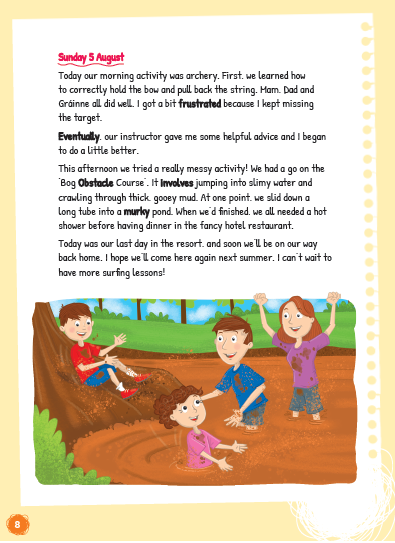 Sunday 5 August
Today our morning activity was archery. First, we learned how
to correctly hold the bow and pull back the string. Mam, Dad and
Gráinne all did well. I got a bit frustrated because I kept missing
the target.
Eventually, our instructor gave me some helpful advice and I began
to do a little better.
This afternoon we tried a really messy activity! We had a go on the
'Bog Obstacle Course'. It involves jumping into slimy water and
crawling through thick, gooey mud. At one point, we slid down a
long tube into a murky pond. When we'd finished, we all needed a hot
shower before having dinner in the fancy hotel restaurant.
Today was our last day in the resort, and soon we'll be on our way
back home. I hope we'll come here again next summer. I can't wait to
have more surfing lessons!
8